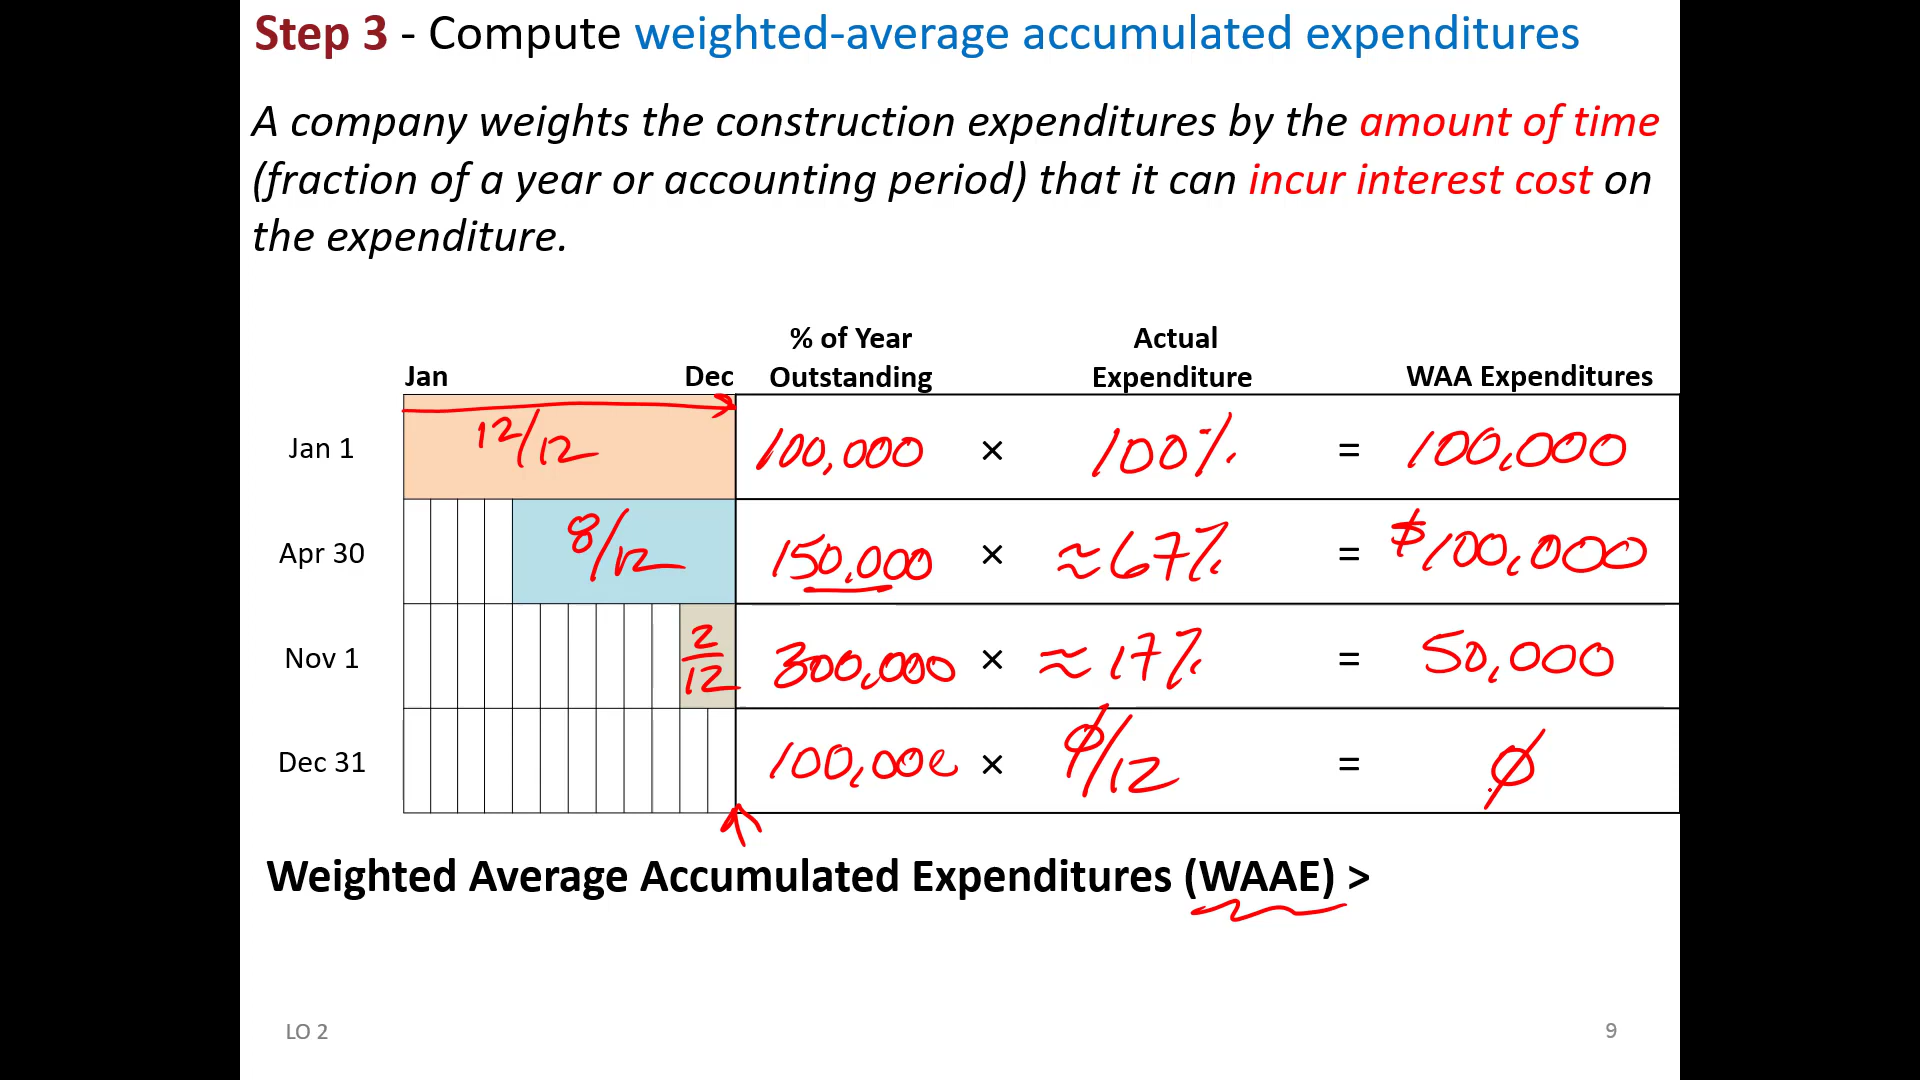 Step 3 - Compute weighted-average accumulated expenditures
A company weights the construction expenditures by the amount of time
(fraction of a year or accounting period) that it can incur interest cost on
the expenditure.
% of Year Actual
Jan Dec Outstanding Expenditure WAA Expenditures
Jan 1 12/12 100,000 × 100% = 100,000
Apr 30 8/12 150,000 × ≈67% = $100,000
Nov 1 2/12 300,000 × ≈17% = 50,000
Dec 31 100,000 × ∅/12 = ∅
Weighted Average Accumulated Expenditures (WAAE) >
LO 2 9